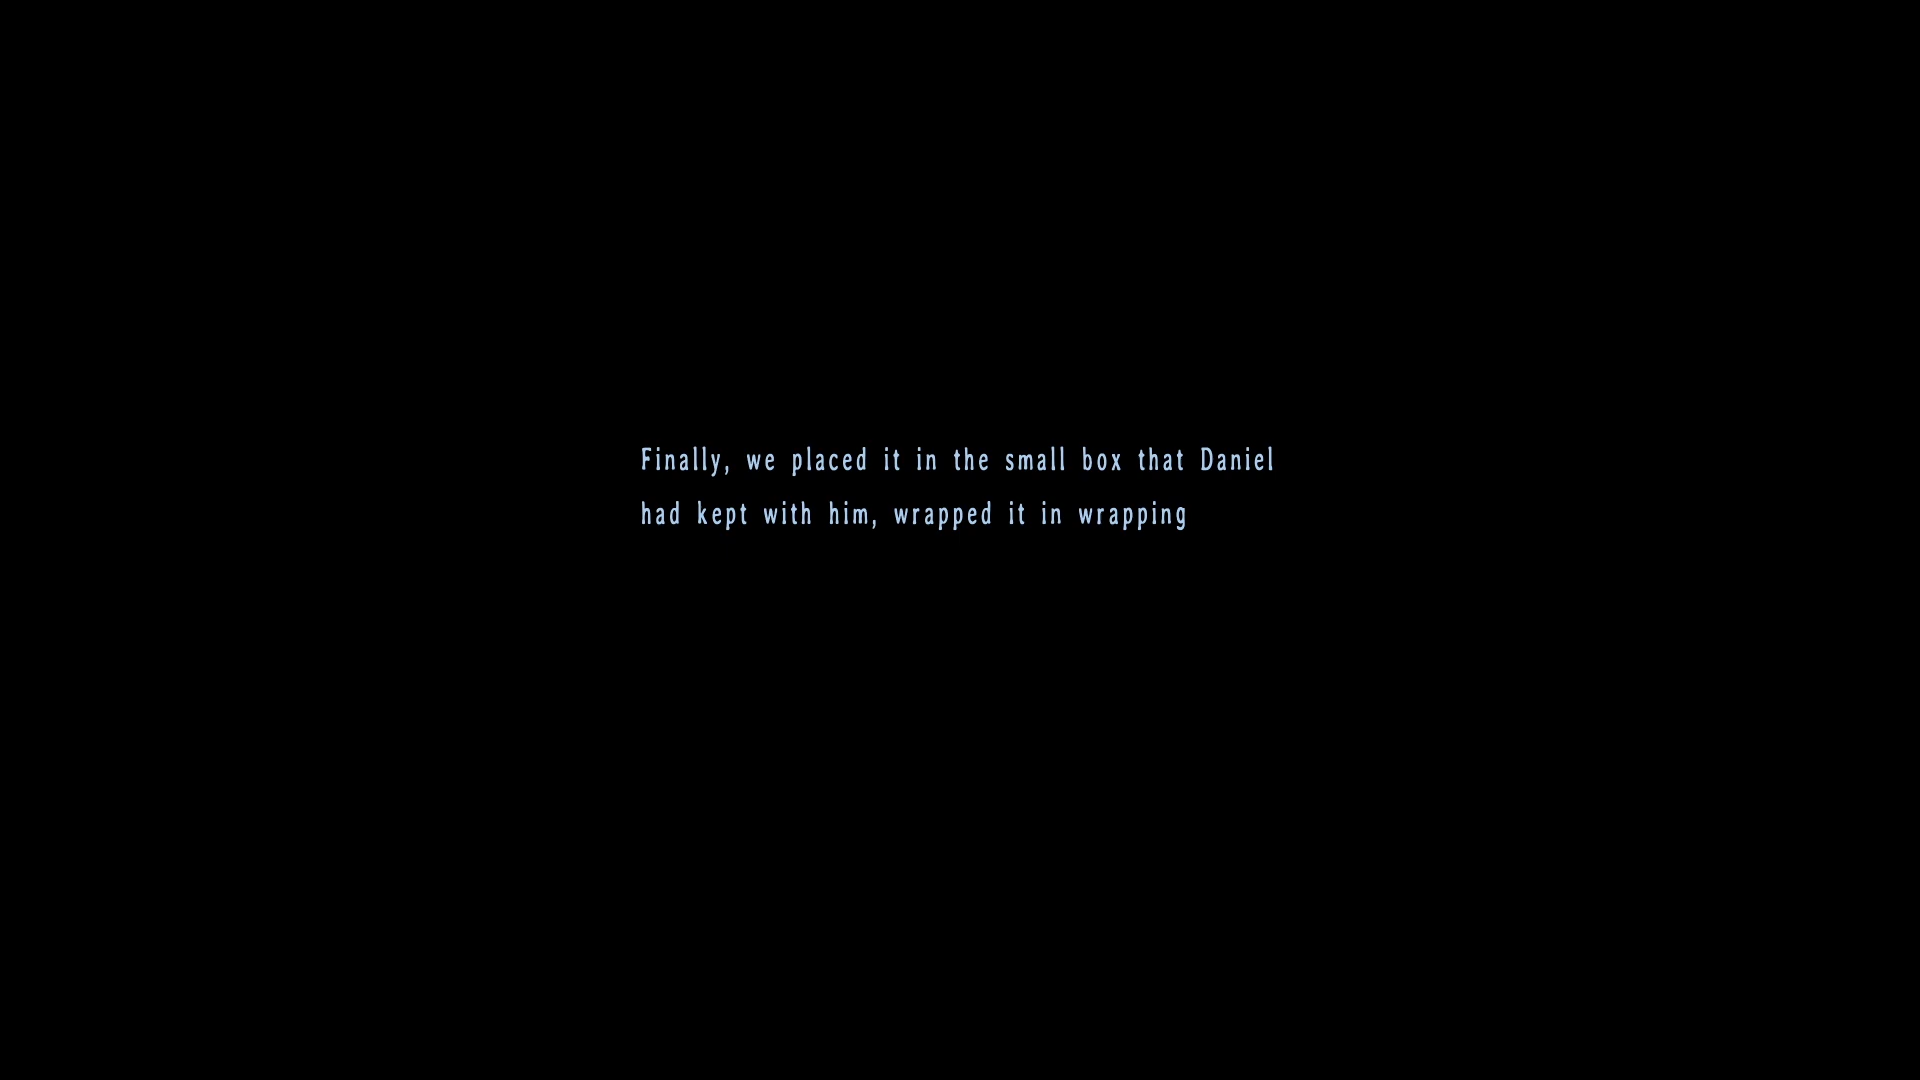 Finally, we placed it in the small box that Daniel
had kept with him, wrapped it in wrapping